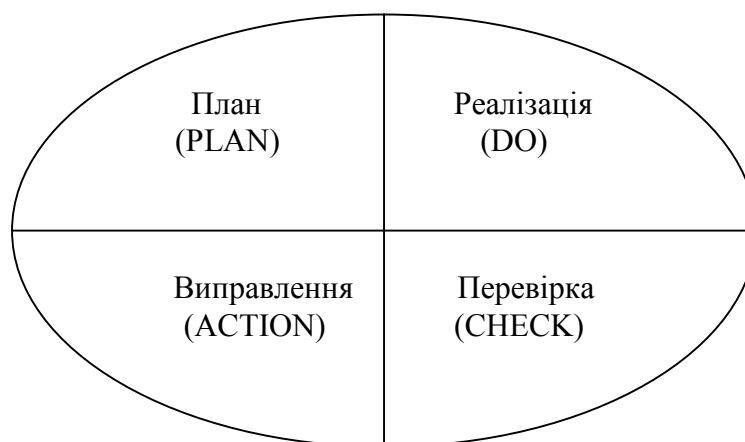 План
(PLAN)
Реалізація
(DO)
Виправлення
(ACTION)
Перевірка
(CHECK)